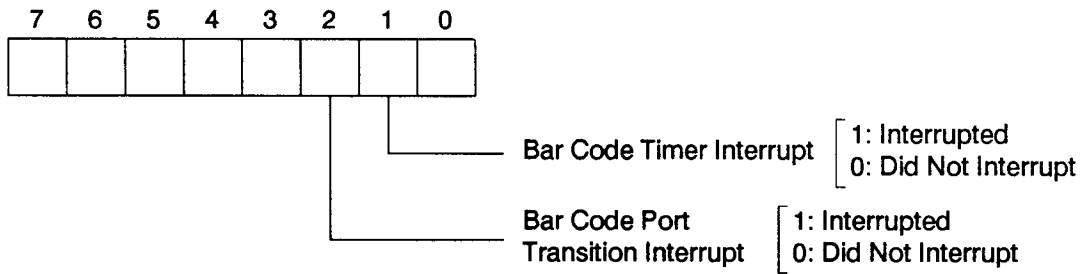 7 6 5 4 3 2 1 0
Bar Code Timer Interrupt
1: Interrupted
0: Did Not Interrupt
Bar Code Port
Transition Interrupt
1: Interrupted
0: Did Not Interrupt